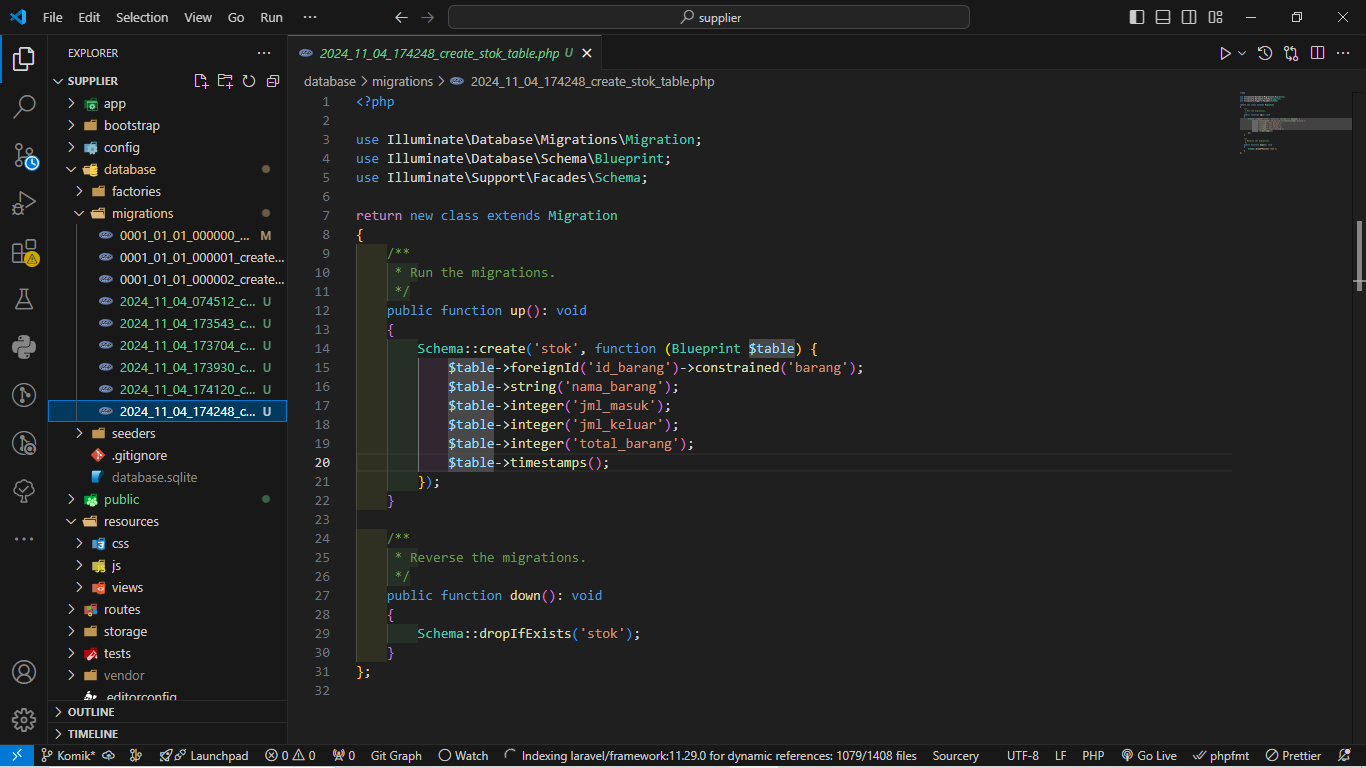 File Edit Selection View Go Run ··· supplier
EXPLORER ···
2024_11_04_174248_create_stok_table.php U
SUPPLIER
database > migrations > 2024_11_04_174248_create_stok_table.php
app
bootstrap
config
database
factories
migrations
0001_01_01_000000_... M
0001_01_01_000001_create...
0001_01_01_000002_create...
2024_11_04_074512_c... U
2024_11_04_173543_c... U
2024_11_04_173704_c... U
2024_11_04_173930_c... U
2024_11_04_174120_c... U
2024_11_04_174248_c... U
seeders
.gitignore
database.sqlite
public
resources
css
js
views
routes
storage
tests
vendor
.editorconfig
OUTLINE
TIMELINE
1 <?php
2
3 use Illuminate\Database\Migrations\Migration;
4 use Illuminate\Database\Schema\Blueprint;
5 use Illuminate\Support\Facades\Schema;
6
7 return new class extends Migration
8 {
9 /**
10 * Run the migrations.
11 */
12 public function up(): void
13 {
14 Schema::create('stok', function (Blueprint $table) {
15 $table->foreignId('id_barang')->constrained('barang');
16 $table->string('nama_barang');
17 $table->integer('jml_masuk');
18 $table->integer('jml_keluar');
19 $table->integer('total_barang');
20 $table->timestamps();
21 });
22 }
23
24 /**
25 * Reverse the migrations.
26 */
27 public function down(): void
28 {
29 Schema::dropIfExists('stok');
30 }
31 };
32
Komik* Launchpad 0 0 0 Git Graph Watch Indexing laravel/framework:11.29.0 for dynamic references: 1079/1408 files Sourcery UTF-8 LF PHP Go Live phpfmt Prettier